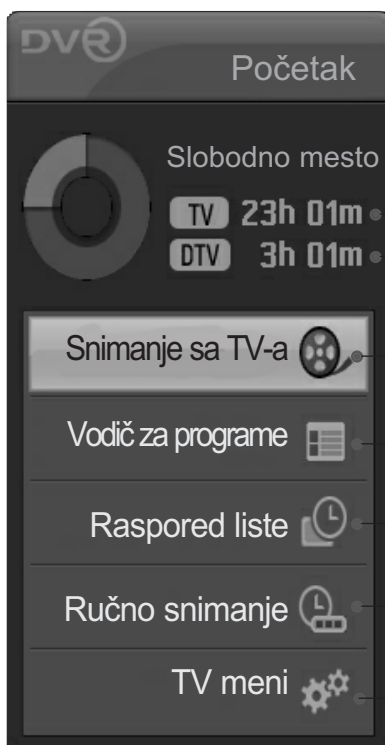 DVR
Početak
Slobodno mesto
TV 23h 01m
DTV 3h 01m
Snimanje sa TV-a
Vodič za programe
Raspored liste
Ručno snimanje
TV meni